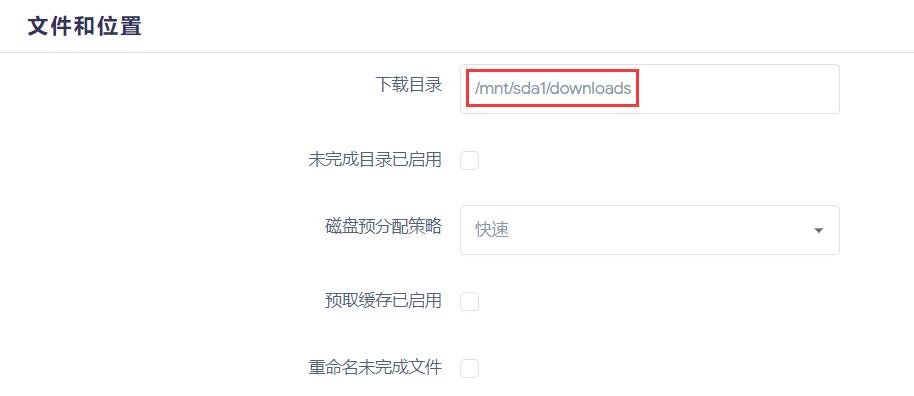 文件和位置
下载目录 /mnt/sda1/downloads
未完成目录已启用
磁盘预分配策略 快速
预取缓存已启用
重命名未完成文件